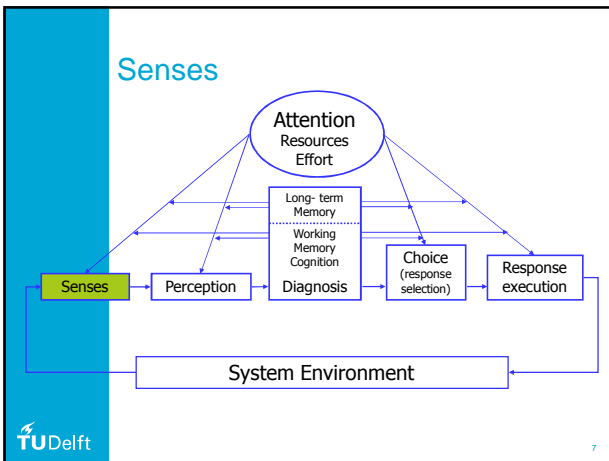 Senses
Attention
Resources
Effort
Long- term
Memory
Working
Memory
Cognition
Diagnosis
Senses
Perception
Choice
(response
selection)
Response
execution
System Environment
TUDelft
7